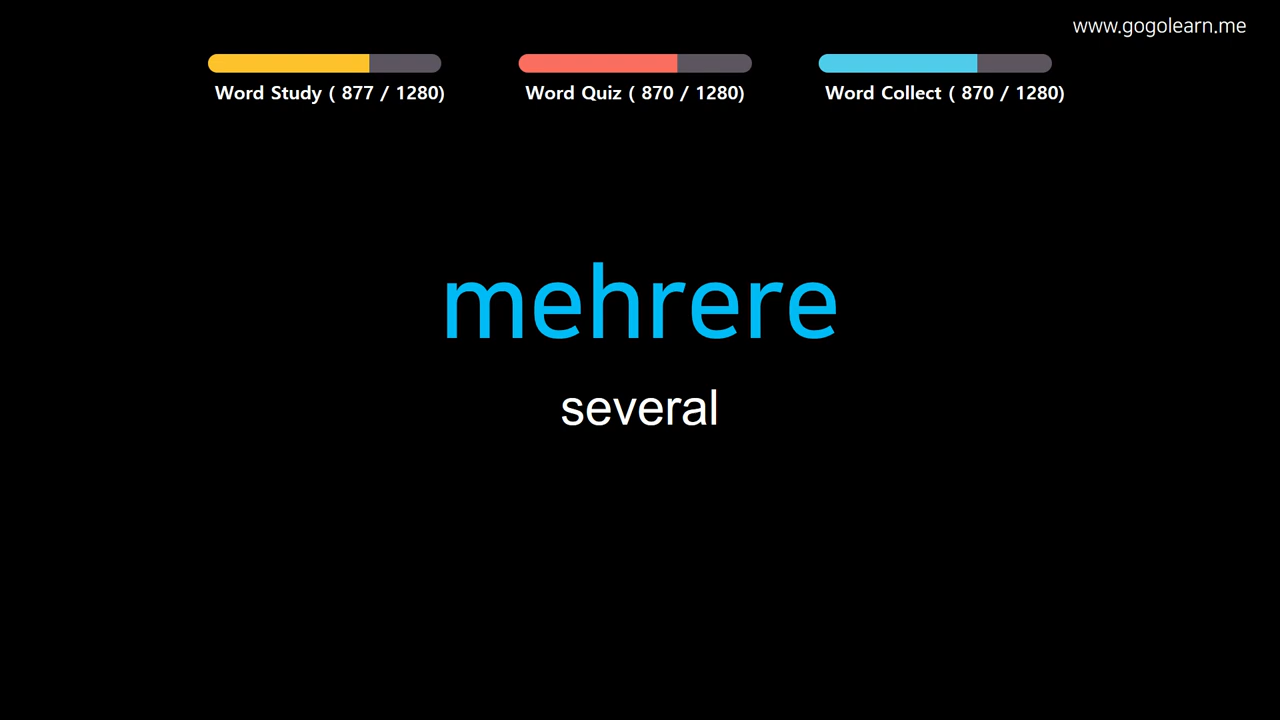 www.gogolearn.me
Word Study ( 877 / 1280)
Word Quiz ( 870 / 1280)
Word Collect ( 870 / 1280)
mehrere
several